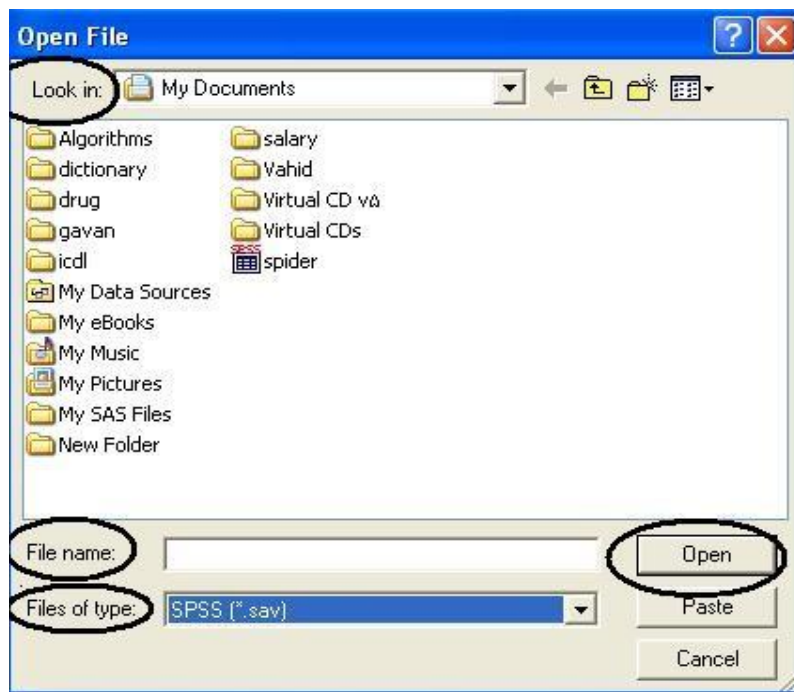 Open File
Look in: My Documents
Algorithms
dictionary
drug
gavan
icdl
My Data Sources
My eBooks
My Music
My Pictures
My SAS Files
New Folder
salary
Vahid
Virtual CD v۵
Virtual CDs
SPSS
spider
File name:
Open
Files of type: SPSS (*.sav)
Paste
Cancel